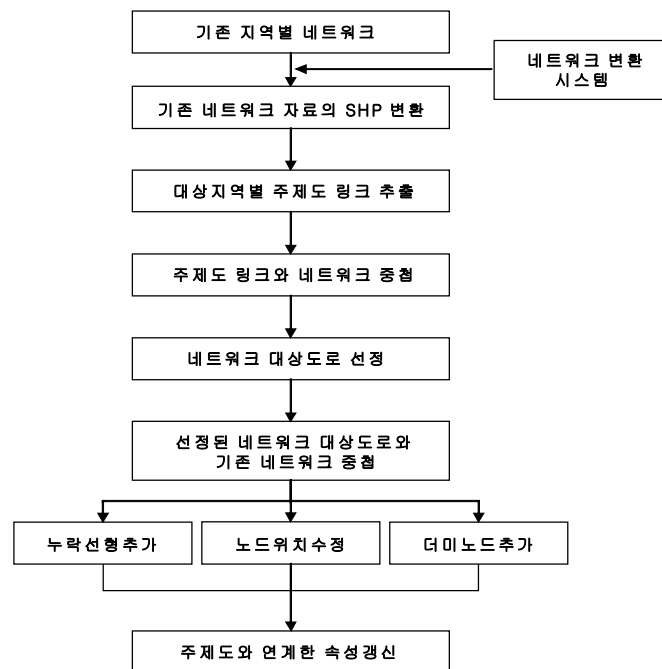 기존 지역별 네트워크
네트워크 변환
시스템
기존 네트워크 자료의 SHP 변환
대상지역별 주제도 링크 추출
주제도 링크와 네트워크 중첩
네트워크 대상도로 선정
선정된 네트워크 대상도로와
기존 네트워크 중첩
누락선형추가
노드위치수정
더미노드추가
주제도와 연계한 속성갱신